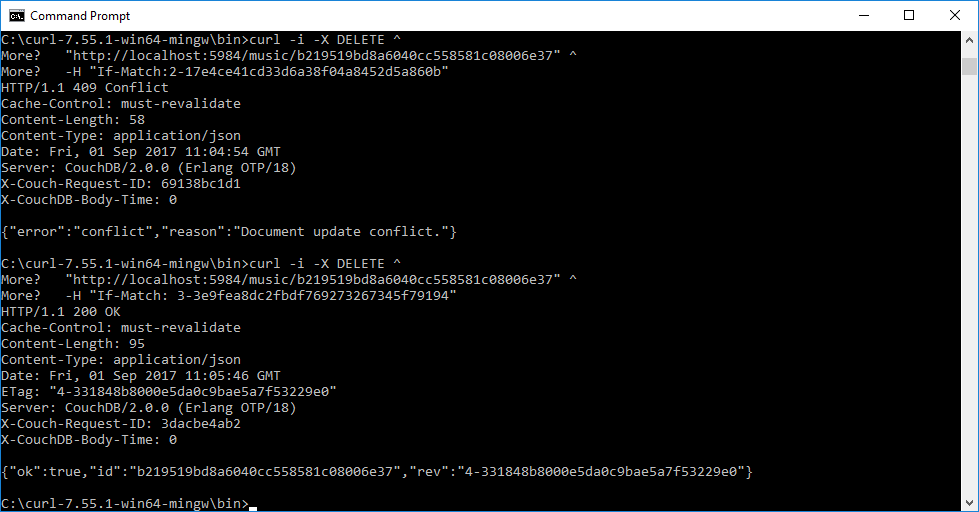 Command Prompt
C:\curl-7.55.1-win64-mingw\bin>curl -i -X DELETE ^
More?   "http://localhost:5984/music/b219519bd8a6040cc558581c08006e37" ^
More?   -H "If-Match:2-17e4ce41cd33d6a38f04a8452d5a860b"
HTTP/1.1 409 Conflict
Cache-Control: must-revalidate
Content-Length: 58
Content-Type: application/json
Date: Fri, 01 Sep 2017 11:04:54 GMT
Server: CouchDB/2.0.0 (Erlang OTP/18)
X-Couch-Request-ID: 69138bc1d1
X-CouchDB-Body-Time: 0
{"error":"conflict","reason":"Document update conflict."}
C:\curl-7.55.1-win64-mingw\bin>curl -i -X DELETE ^
More?   "http://localhost:5984/music/b219519bd8a6040cc558581c08006e37" ^
More?   -H "If-Match: 3-3e9fea8dc2fbdf769273267345f79194"
HTTP/1.1 200 OK
Cache-Control: must-revalidate
Content-Length: 95
Content-Type: application/json
Date: Fri, 01 Sep 2017 11:05:46 GMT
ETag: "4-331848b8000e5da0c9bae5a7f53229e0"
Server: CouchDB/2.0.0 (Erlang OTP/18)
X-Couch-Request-ID: 3dacbe4ab2
X-CouchDB-Body-Time: 0
{"ok":true,"id":"b219519bd8a6040cc558581c08006e37","rev":"4-331848b8000e5da0c9bae5a7f53229e0"}
C:\curl-7.55.1-win64-mingw\bin>